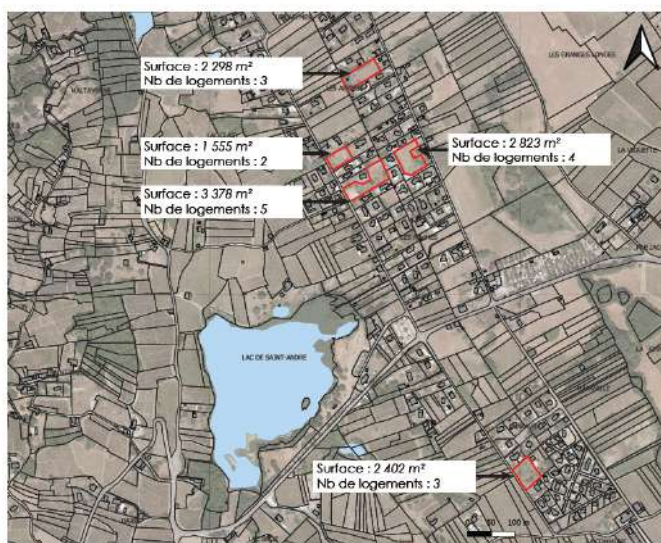 Surface : 2 298 m²
Nb de logements : 3
LES GRANGES LONGES
Surface : 1 555 m²
Nb de logements : 2
Surface : 2 823 m²
Nb de logements : 4
Surface : 3 378 m²
Nb de logements : 5
LAC DE SAINT-ANDRE
Surface : 2 402 m²
Nb de logements : 3
0 50 100 m